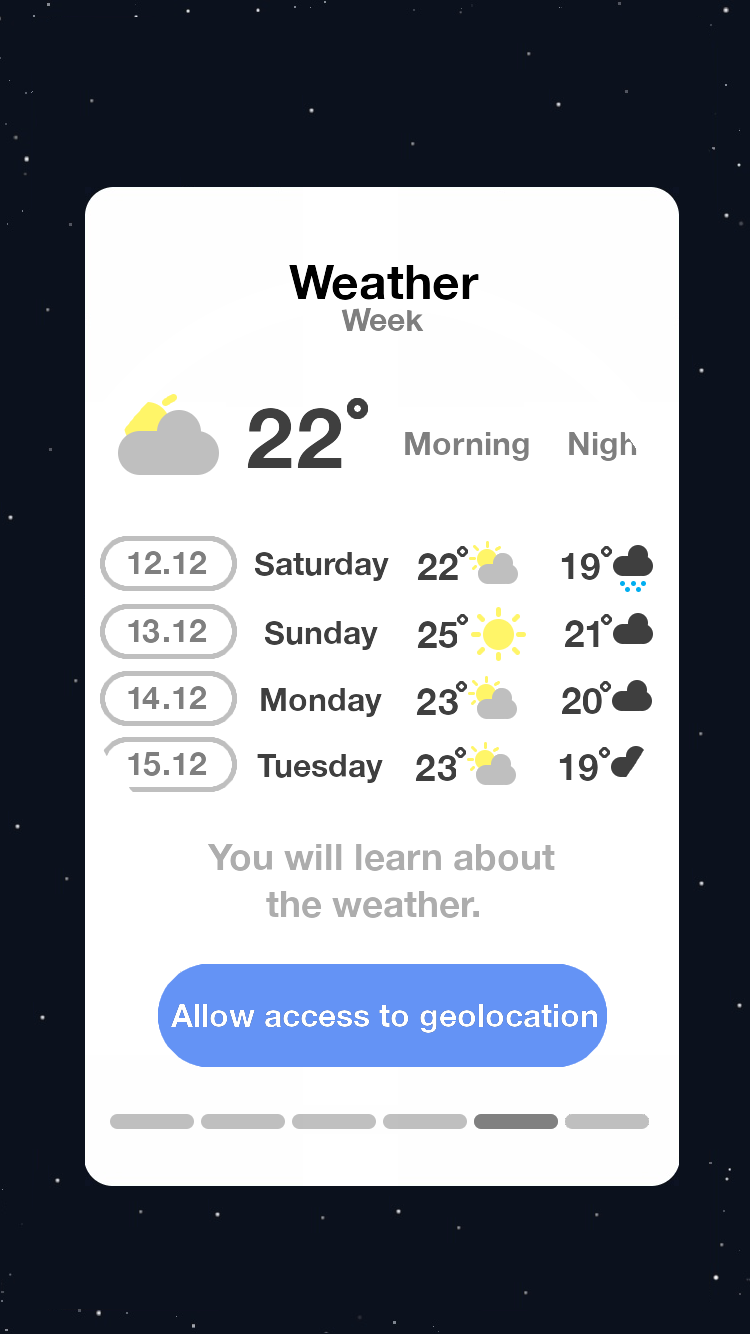 Weather
Week
22° Morning Nigh
12.12 Saturday 22° 19°
13.12 Sunday 25° 21°
14.12 Monday 23° 20°
15.12 Tuesday 23° 19°
You will learn about
the weather.
Allow access to geolocation